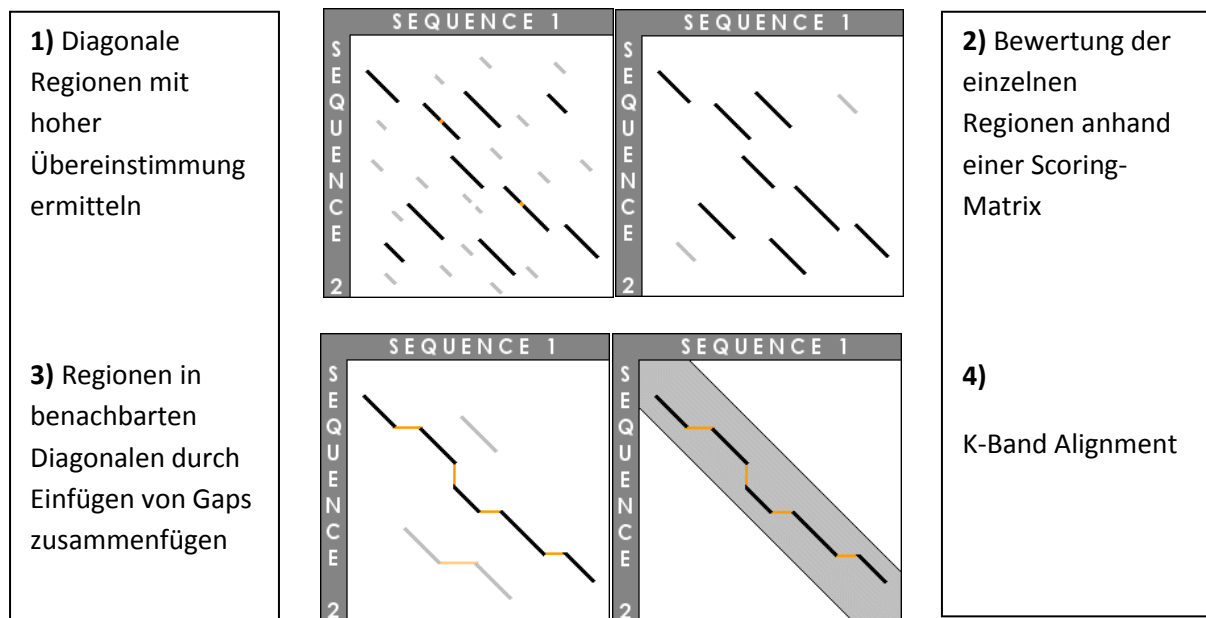 1) Diagonale
Regionen mit
hoher
Übereinstimmung
ermitteln
SEQUENCE 1
SEQUENCE 2
SEQUENCE 1
2) Bewertung der
einzelnen
Regionen anhand
einer Scoring-
Matrix
3) Regionen in
benachbarten
Diagonalen durch
Einfügen von Gaps
zusammenfügen
SEQUENCE 1
SEQUENCE 2
SEQUENCE 1
SEQUENCE 2
4)
K-Band Alignment